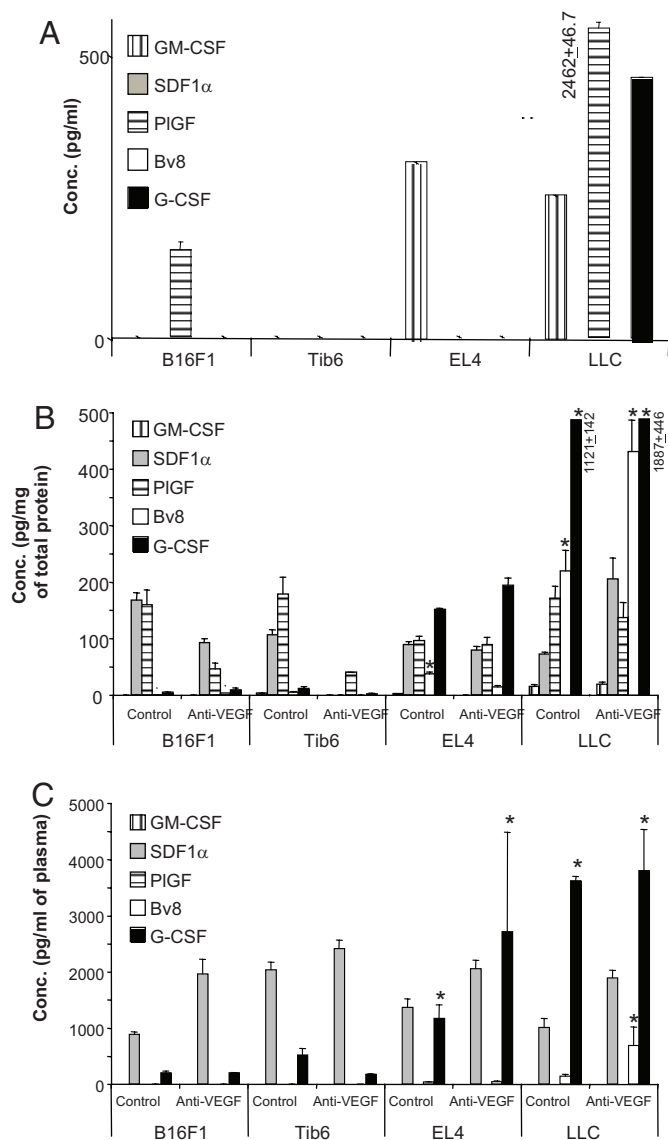 A
GM-CSF
SDF1α
PlGF
Bv8
G-CSF
Conc. (pg/ml)
500
0
2462±46.7
B16F1 Tib6 EL4 LLC
B
GM-CSF
SDF1α
PlGF
Bv8
G-CSF
Conc. (pg/mg
of total protein)
500
400
300
200
100
0
*
*
*
1121±142
*
*
1887±446
Control Anti-VEGF Control Anti-VEGF Control Anti-VEGF Control Anti-VEGF
B16F1 Tib6 EL4 LLC
C
GM-CSF
SDF1α
PlGF
Bv8
G-CSF
Conc. (pg/ml of plasma)
5000
4000
3000
2000
1000
0
*
*
*
*
*
Control Anti-VEGF Control Anti-VEGF Control Anti-VEGF Control Anti-VEGF
B16F1 Tib6 EL4 LLC